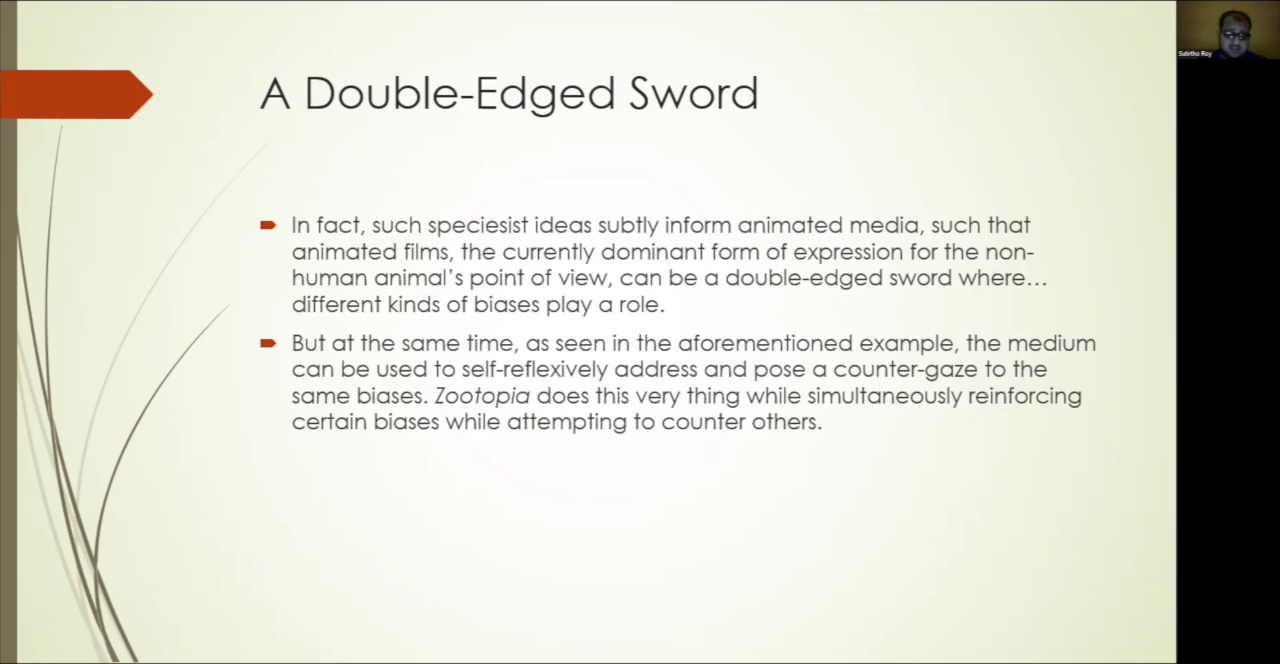 A Double-Edged Sword
In fact, such speciesist ideas subtly inform animated media, such that
animated films, the currently dominant form of expression for the non-
human animal's point of view, can be a double-edged sword where…
different kinds of biases play a role.
But at the same time, as seen in the aforementioned example, the medium
can be used to self-reflexively address and pose a counter-gaze to the
same biases. Zootopia does this very thing while simultaneously reinforcing
certain biases while attempting to counter others.
Sutirtho Roy